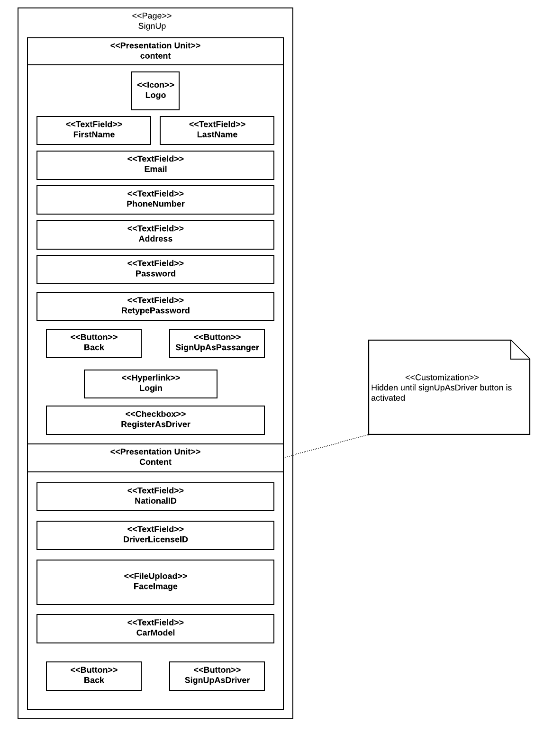 <<Page>>
SignUp
<<Presentation Unit>>
content
<<Icon>>
Logo
<<TextField>>
FirstName
<<TextField>>
LastName
<<TextField>>
Email
<<TextField>>
PhoneNumber
<<TextField>>
Address
<<TextField>>
Password
<<TextField>>
RetypePassword
<<Button>>
Back
<<Button>>
SignUpAsPassanger
<<Hyperlink>>
Login
<<Checkbox>>
RegisterAsDriver
<<Presentation Unit>>
Content
<<TextField>>
NationalID
<<TextField>>
DriverLicenseID
<<FileUpload>>
FaceImage
<<TextField>>
CarModel
<<Button>>
Back
<<Button>>
SignUpAsDriver
<<Customization>>
Hidden until signUpAsDriver button is
activated